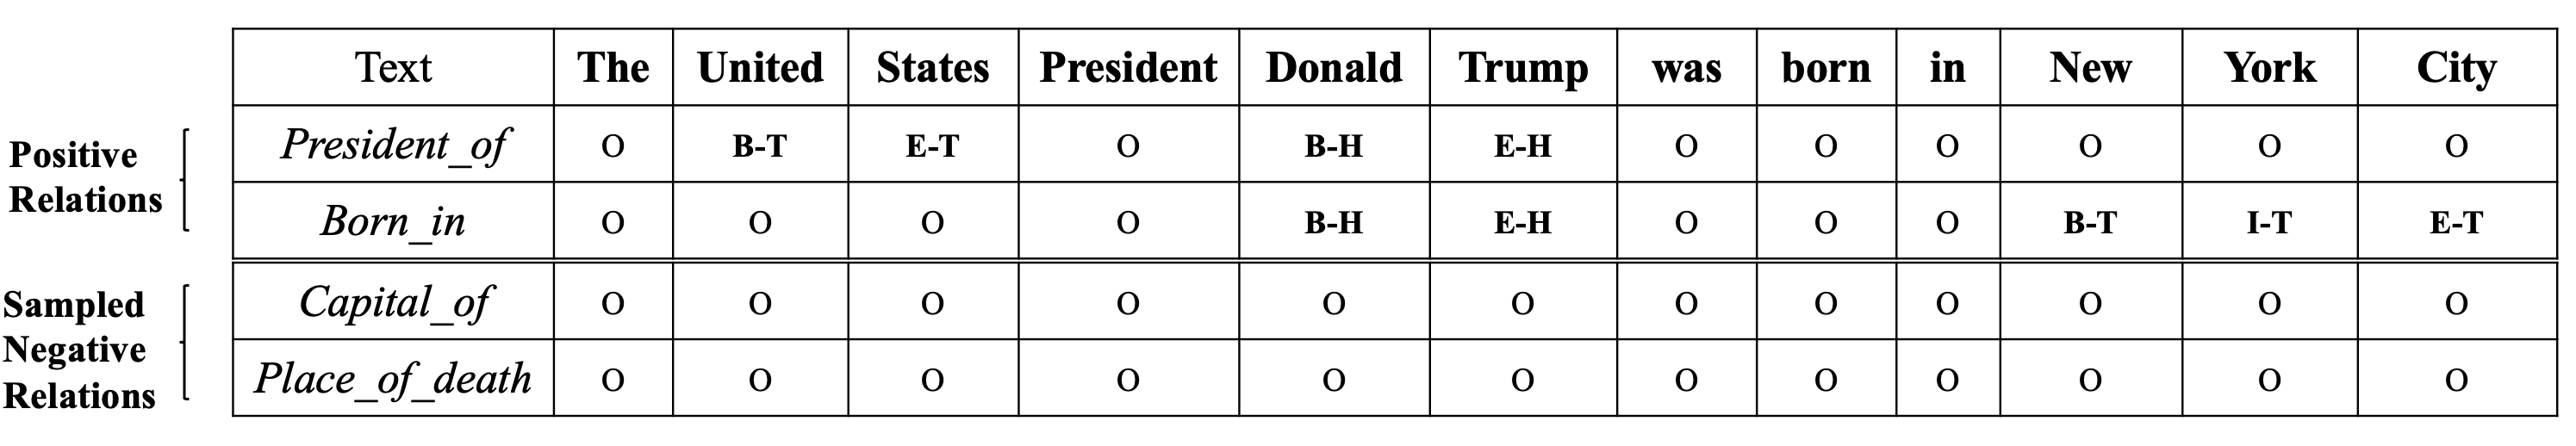 Text The United States President Donald Trump was born in New York City
Positive Relations
President_of O B-T E-T O B-H E-H O O O O O O
Born_in O O O O B-H E-H O O O B-T I-T E-T
Sampled Negative Relations
Capital_of O O O O O O O O O O O O
Place_of_death O O O O O O O O O O O O